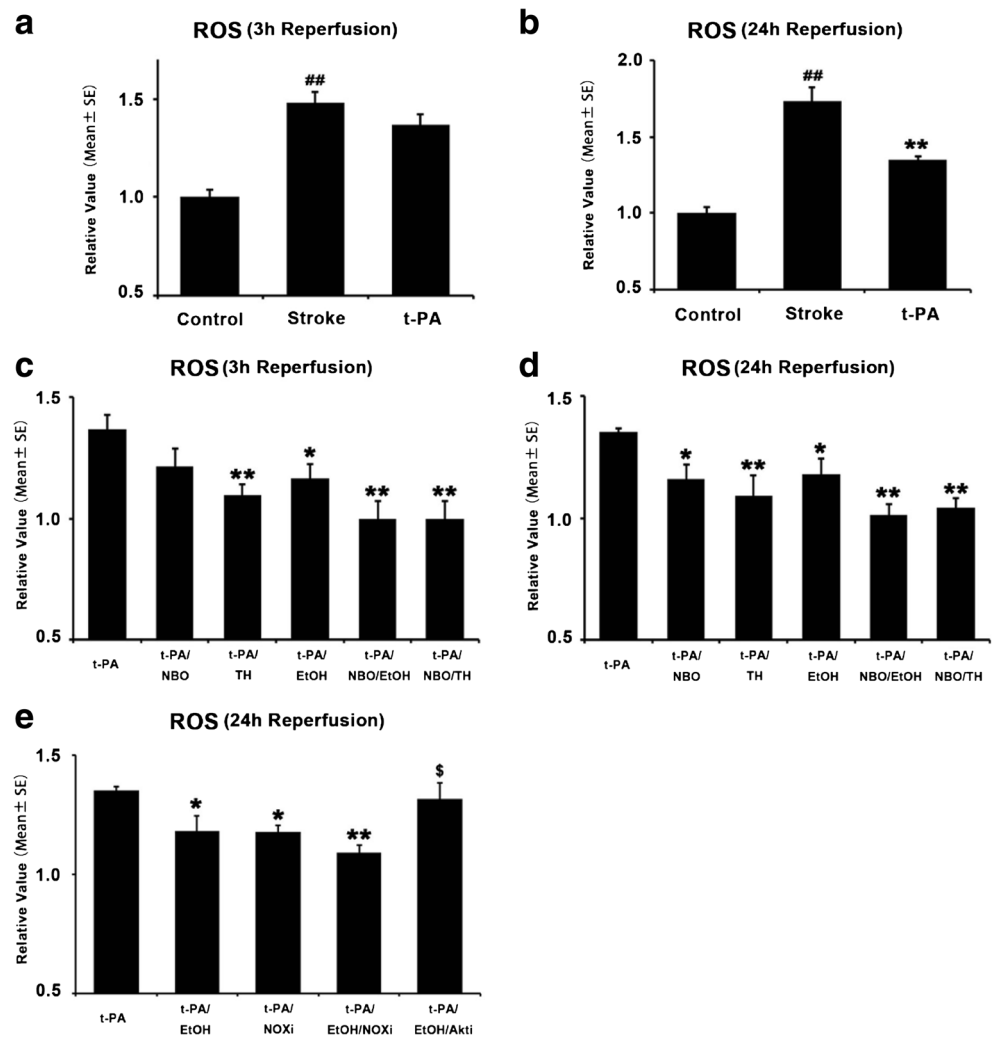 a
ROS (3h Reperfusion)
Relative Value (Mean± SE)
1.5
1.0
0.5
##
Control Stroke t-PA
b
ROS (24h Reperfusion)
Relative Value (Mean± SE)
2.0
1.5
1.0
0.5
##
**
Control Stroke t-PA
c
ROS (3h Reperfusion)
Relative Value (Mean± SE)
1.5
1.0
0.5
** * ** **
t-PA t-PA/ t-PA/ t-PA/ t-PA/ t-PA/
NBO TH EtOH NBO/EtOH NBO/TH
d
ROS (24h Reperfusion)
Relative Value (Mean± SE)
1.5
1.0
0.5
* ** * ** **
t-PA t-PA/ t-PA/ t-PA/ t-PA/ t-PA/
NBO TH EtOH NBO/EtOH NBO/TH
e
ROS (24h Reperfusion)
Relative Value (Mean± SE)
1.5
1.0
0.5
* * ** $
t-PA t-PA/ t-PA/ t-PA/ t-PA/
EtOH NOXi EtOH/NOXi EtOH/Akti